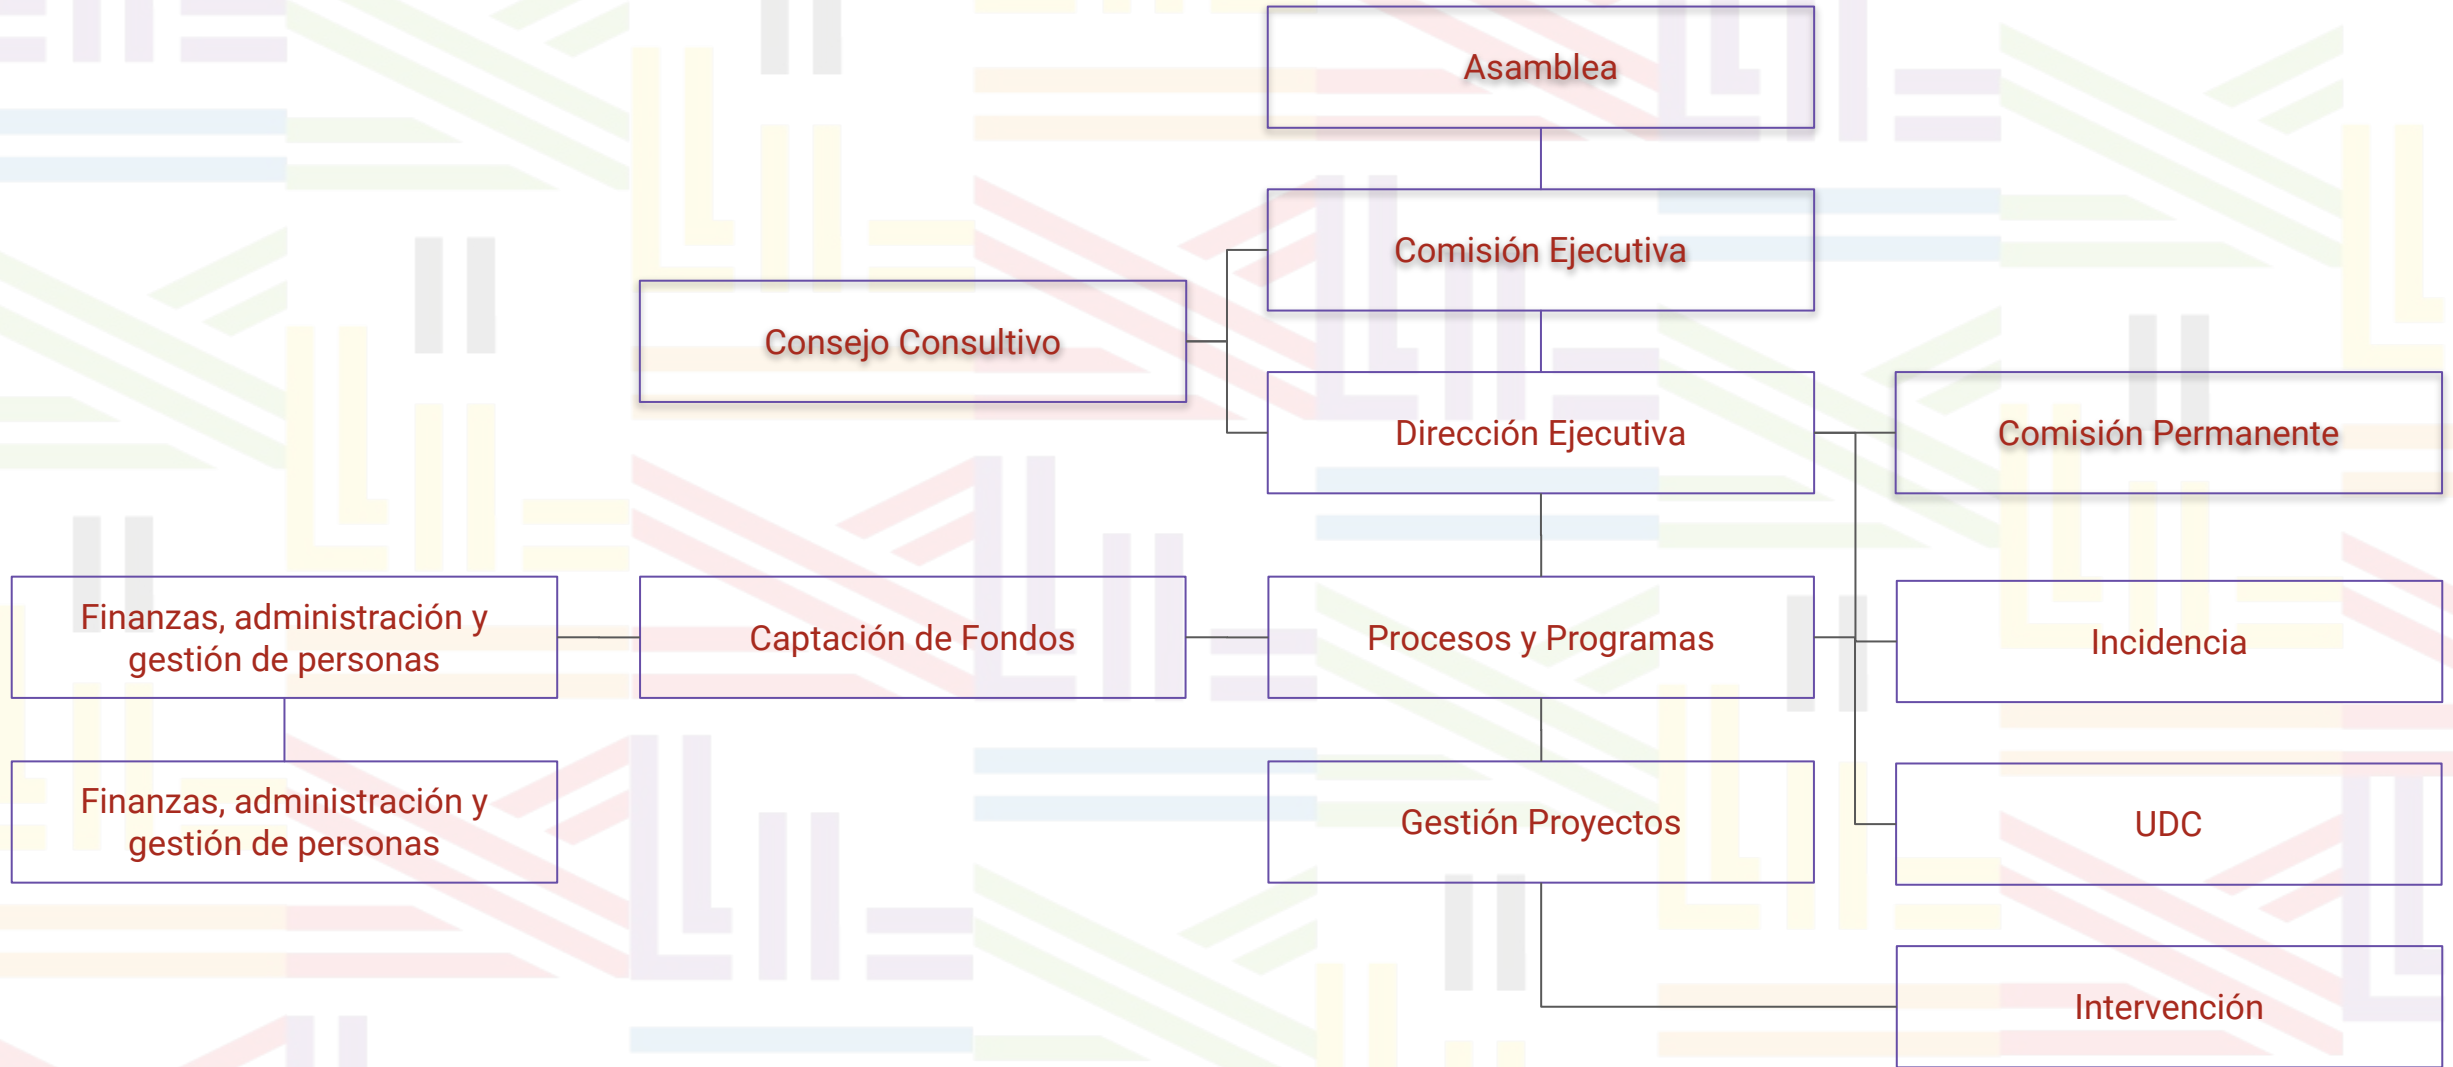 Asamblea
Comisión Ejecutiva
Consejo Consultivo
Dirección Ejecutiva
Comisión Permanente
Finanzas, administración y
gestión de personas
Captación de Fondos
Procesos y Programas
Incidencia
Finanzas, administración y
gestión de personas
Gestión Proyectos
UDC
Intervención